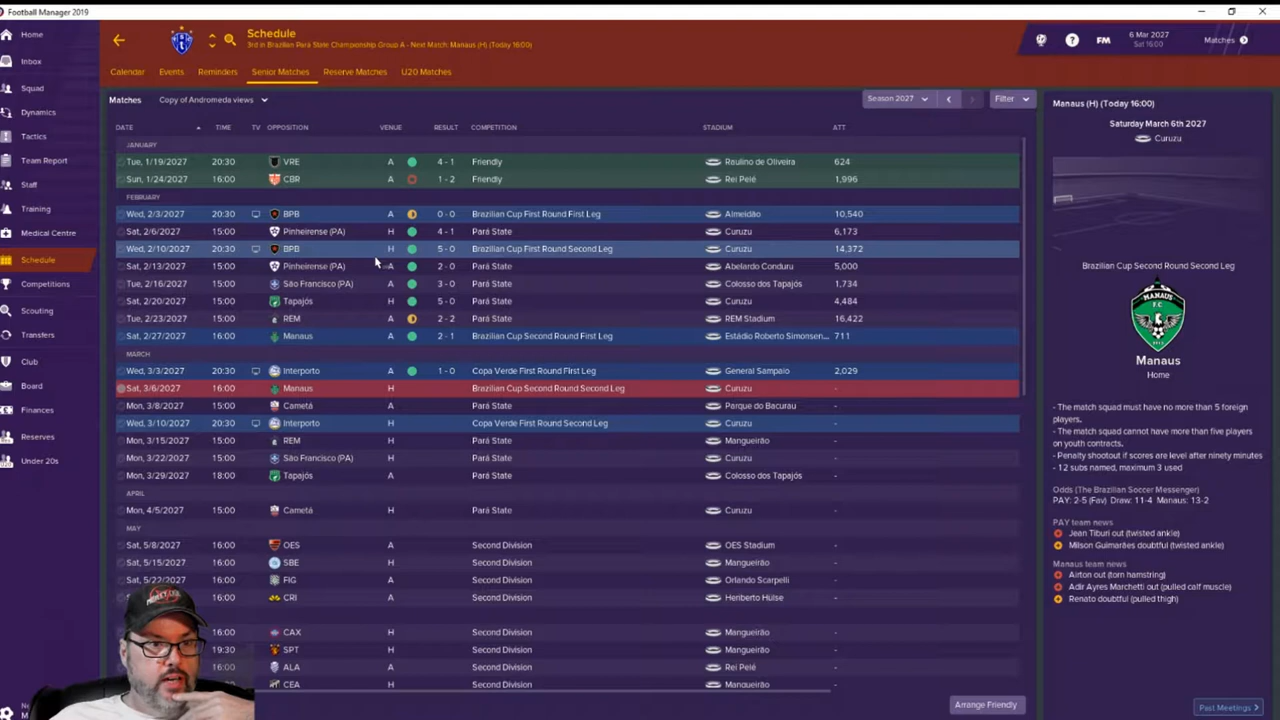 Football Manager 2019
Home
Inbox
Squad
Dynamics
Tactics
Team Report
Staff
Training
Medical Centre
Schedule
Competitions
Scouting
Transfers
Club
Board
Finances
Reserves
Under 20s
Schedule
3rd in Brazilian Pará State Championship Group A - Next Match: Manaus (H) (Today 16:00)
FM
6 Mar 2027
Sat 16:00
Matches
Calendar Events Reminders Senior Matches Reserve Matches U20 Matches
Matches Copy of Andromeda views Season 2027 Filter
DATE TIME TV OPPOSITION VENUE RESULT COMPETITION STADIUM ATT
JANUARY
Tue, 1/19/2027 20:30 VRE A 4 - 1 Friendly Raulino de Oliveira 624
Sun, 1/24/2027 16:00 CBR A 1 - 2 Friendly Rei Pelé 1,996
FEBRUARY
Wed, 2/3/2027 20:30 BPB A 0 - 0 Brazilian Cup First Round First Leg Almeidão 10,540
Sat, 2/6/2027 15:00 Pinheirense (PA) H 4 - 1 Pará State Curuzu 6,173
Wed, 2/10/2027 20:30 BPB H 5 - 0 Brazilian Cup First Round Second Leg Curuzu 14,372
Sat, 2/13/2027 15:00 Pinheirense (PA) A 2 - 0 Pará State Abelardo Conduru 5,000
Tue, 2/16/2027 15:00 São Francisco (PA) A 3 - 0 Pará State Colosso dos Tapajós 1,734
Sat, 2/20/2027 15:00 Tapajós H 5 - 0 Pará State Curuzu 4,484
Tue, 2/23/2027 15:00 REM A 2 - 2 Pará State REM Stadium 16,422
Sat, 2/27/2027 16:00 Manaus A 2 - 1 Brazilian Cup Second Round First Leg Estádio Roberto Simonsen... 711
MARCH
Wed, 3/3/2027 20:30 Interporto A 1 - 0 Copa Verde First Round First Leg General Sampaio 2,029
Sat, 3/6/2027 16:00 Manaus H Brazilian Cup Second Round Second Leg Curuzu -
Mon, 3/8/2027 15:00 Cametá A Pará State Parque do Bacurau -
Wed, 3/10/2027 20:30 Interporto H Copa Verde First Round Second Leg Curuzu -
Mon, 3/15/2027 15:00 REM H Pará State Mangueirão -
Mon, 3/22/2027 15:00 São Francisco (PA) H Pará State Curuzu -
Mon, 3/29/2027 18:00 Tapajós A Pará State Colosso dos Tapajós -
APRIL
Mon, 4/5/2027 15:00 Cametá H Pará State Curuzu -
MAY
Sat, 5/8/2027 16:00 OES A Second Division OES Stadium -
Sat, 5/15/2027 16:00 SBE H Second Division Mangueirão -
Sat, 5/22/2027 16:00 FIG A Second Division Orlando Scarpelli -
16:00 CRI A Second Division Heriberto Hülse -
16:00 CAX H Second Division Mangueirão -
19:30 SPT H Second Division Mangueirão -
16:00 ALA A Second Division Rei Pelé -
CEA H Second Division Mangueirão -
Arrange Friendly
Manaus (H) (Today 16:00)
Saturday March 6th 2027
Curuzu
Brazilian Cup Second Round Second Leg
MANAUS
F.C
Manaus
Home
- The match squad must have no more than 5 foreign
players.
- The match squad cannot have more than five players
on youth contracts.
- Penalty shootout if scores are level after ninety minutes
- 12 subs named, maximum 3 used
Odds (The Brazilian Soccer Messenger)
PAY: 2-5 (Fav) Draw: 11-4 Manaus: 13-2
PAY team news
Jean Tiburi out (twisted ankle)
Milson Guimarães doubtful (twisted ankle)
Manaus team news
Airton out (torn hamstring)
Adir Ayres Marchetti out (pulled calf muscle)
Renato doubtful (pulled thigh)
Past Meetings